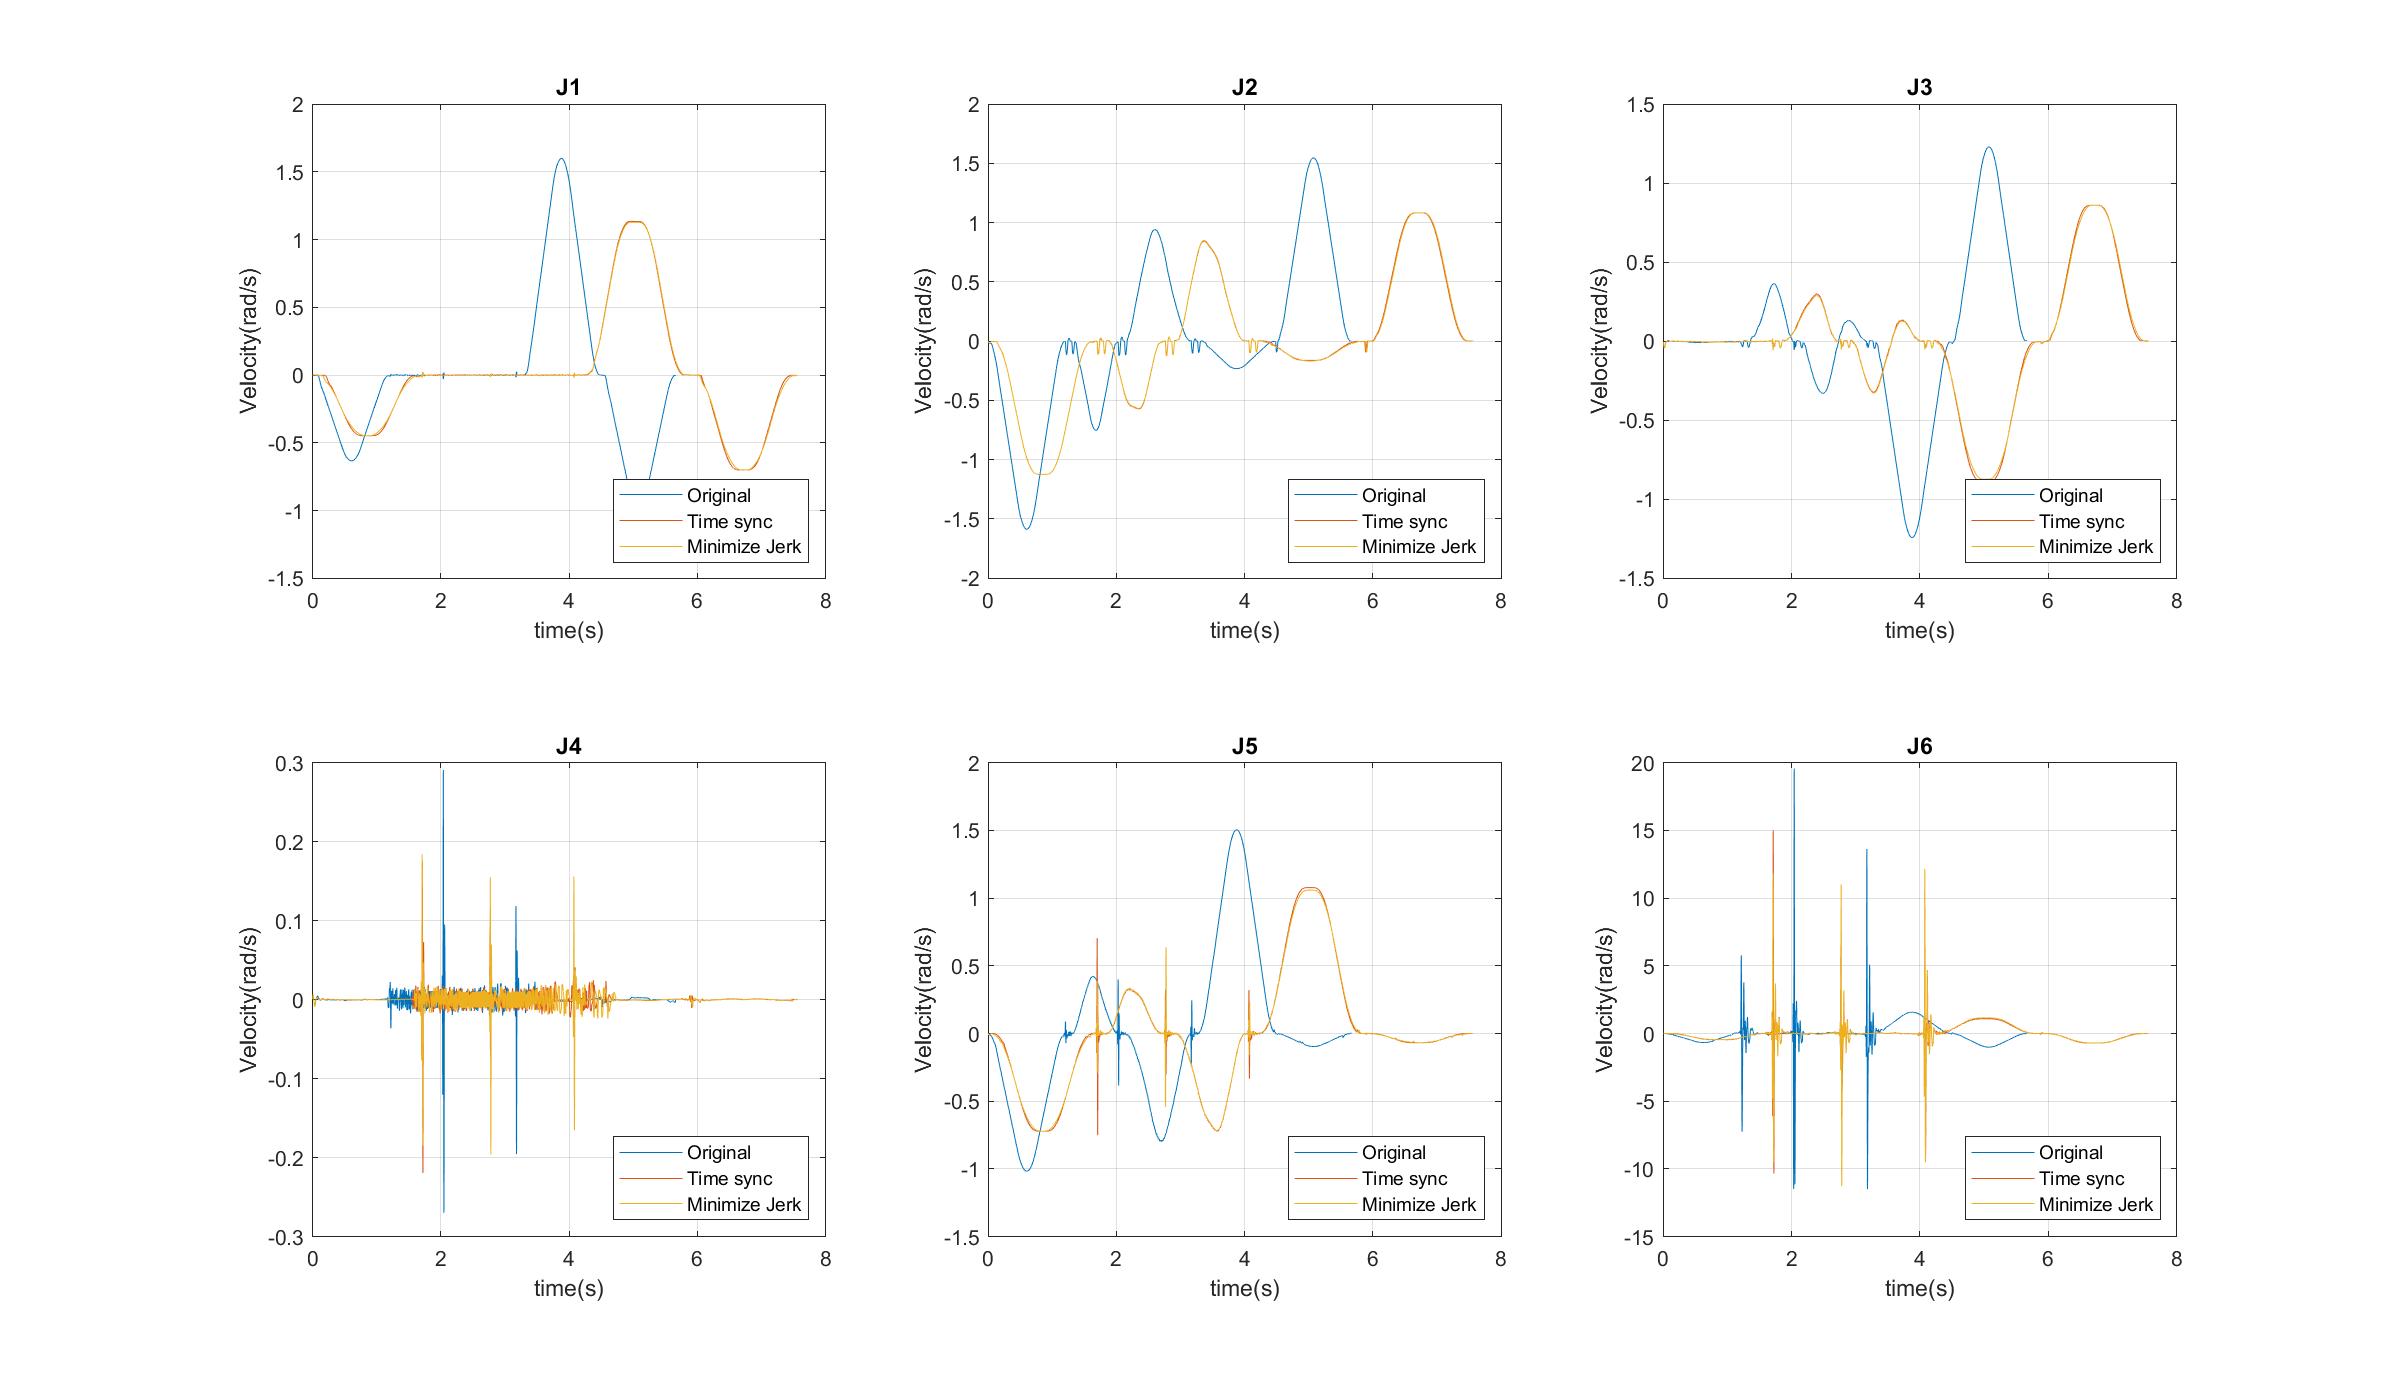 J1
2
1.5
1
0.5
0
-0.5
-1
-1.5
Velocity(rad/s)
0 2 4 6 8
time(s)
Original
Time sync
Minimize Jerk
J2
2
1.5
1
0.5
0
-0.5
-1
-1.5
-2
Velocity(rad/s)
0 2 4 6 8
time(s)
Original
Time sync
Minimize Jerk
J3
1.5
1
0.5
0
-0.5
-1
-1.5
Velocity(rad/s)
0 2 4 6 8
time(s)
Original
Time sync
Minimize Jerk
J4
0.3
0.2
0.1
0
-0.1
-0.2
-0.3
Velocity(rad/s)
0 2 4 6 8
time(s)
Original
Time sync
Minimize Jerk
J5
2
1.5
1
0.5
0
-0.5
-1
-1.5
Velocity(rad/s)
0 2 4 6 8
time(s)
Original
Time sync
Minimize Jerk
J6
20
15
10
5
0
-5
-10
-15
Velocity(rad/s)
0 2 4 6 8
time(s)
Original
Time sync
Minimize Jerk